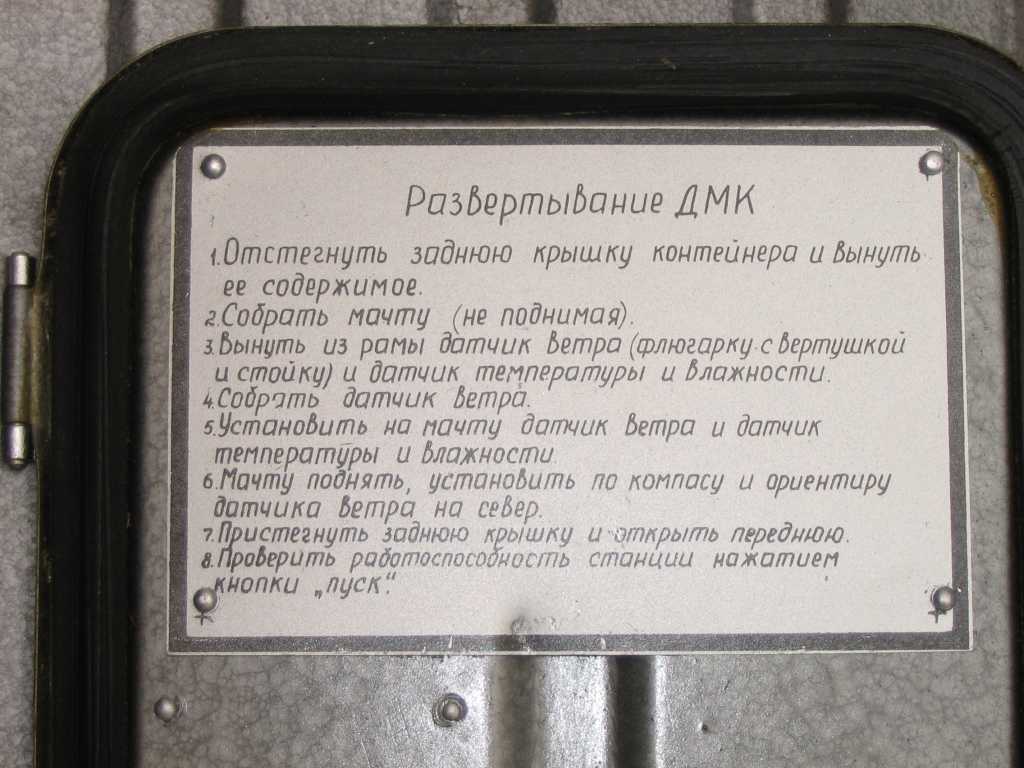 Развертывание ДМК
1. Отстегнуть заднюю крышку контейнера и вынуть
ее содержимое.
2. Собрать мачту (не поднимая).
3. Вынуть из рамы датчик ветра (флюгарку с вертушкой
и стойку) и датчик температуры и влажности.
4. Собрать датчик ветра.
5. Установить на мачту датчик ветра и датчик
температуры и влажности.
6. Мачту поднять, установить по компасу и ориентиру
датчика ветра на север.
7. Пристегнуть заднюю крышку и открыть переднюю.
8. Проверить работоспособность станции нажатием
кнопки „пуск“.